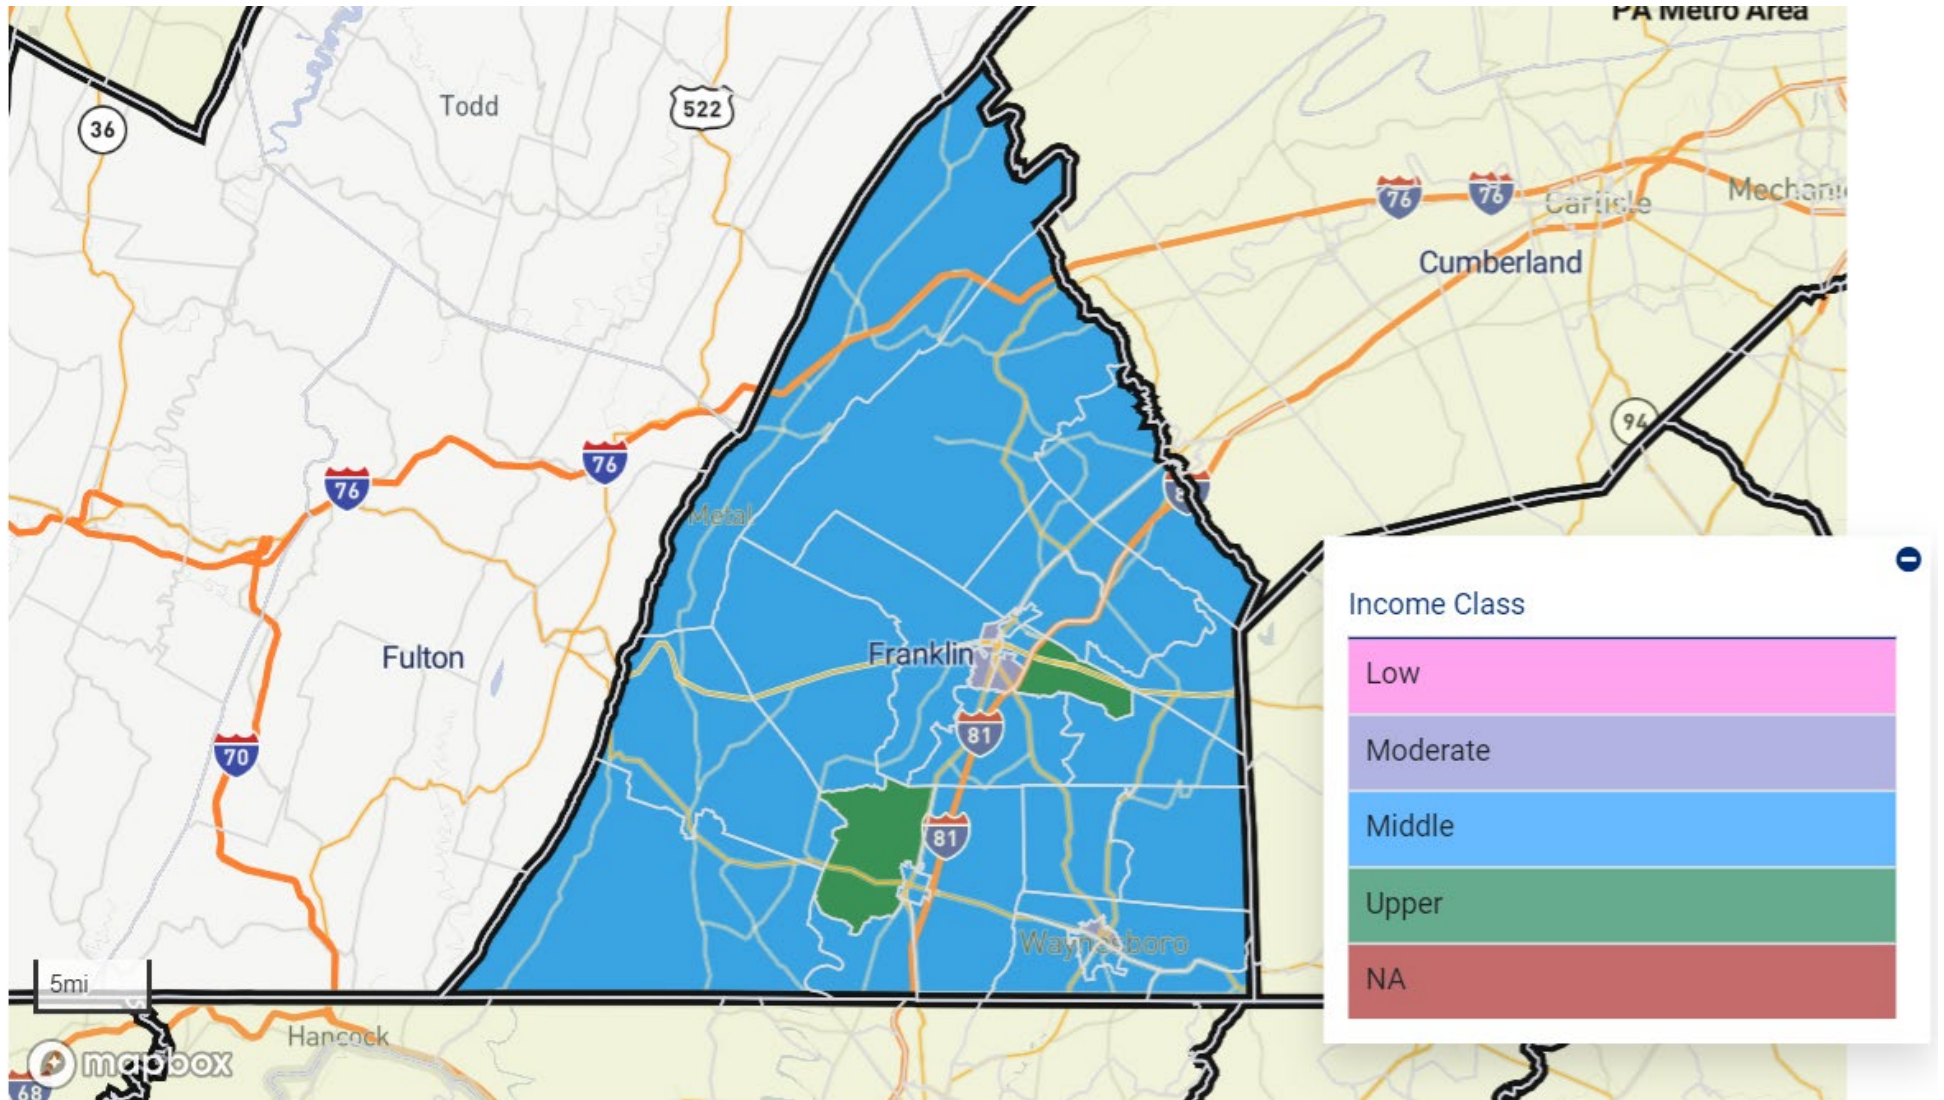 PA Metro Area
Todd
522
36
76
76
Carlisle
Mechanic
Cumberland
94
76
76
Metal
Income Class
Low
Fulton
Franklin
70
81
Moderate
Middle
81
Upper
Waynesboro
NA
5mi
Hancock
mapbox
68